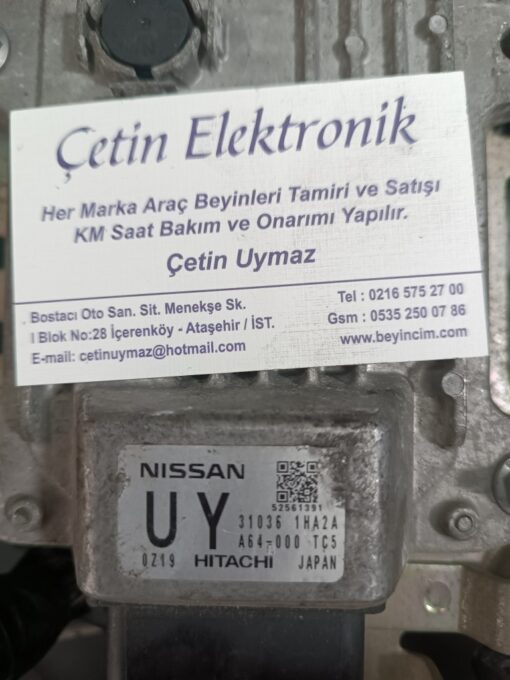 Çetin Elektronik
Her Marka Araç Beyinleri Tamiri ve Satışı
KM Saat Bakım ve Onarımı Yapılır.
Çetin Uymaz
Bostacı Oto San. Sit. Menekşe Sk.
I Blok No:28 İçerenköy - Ataşehir / İST.
E-mail: cetinuymaz@hotmail.com
Tel : 0216 575 27 00
Gsm : 0535 250 07 86
www.beyincim.com
NISSAN
52561391
UY
31036 1HA2A
A64-000 TC5
0Z19 HITACHI JAPAN